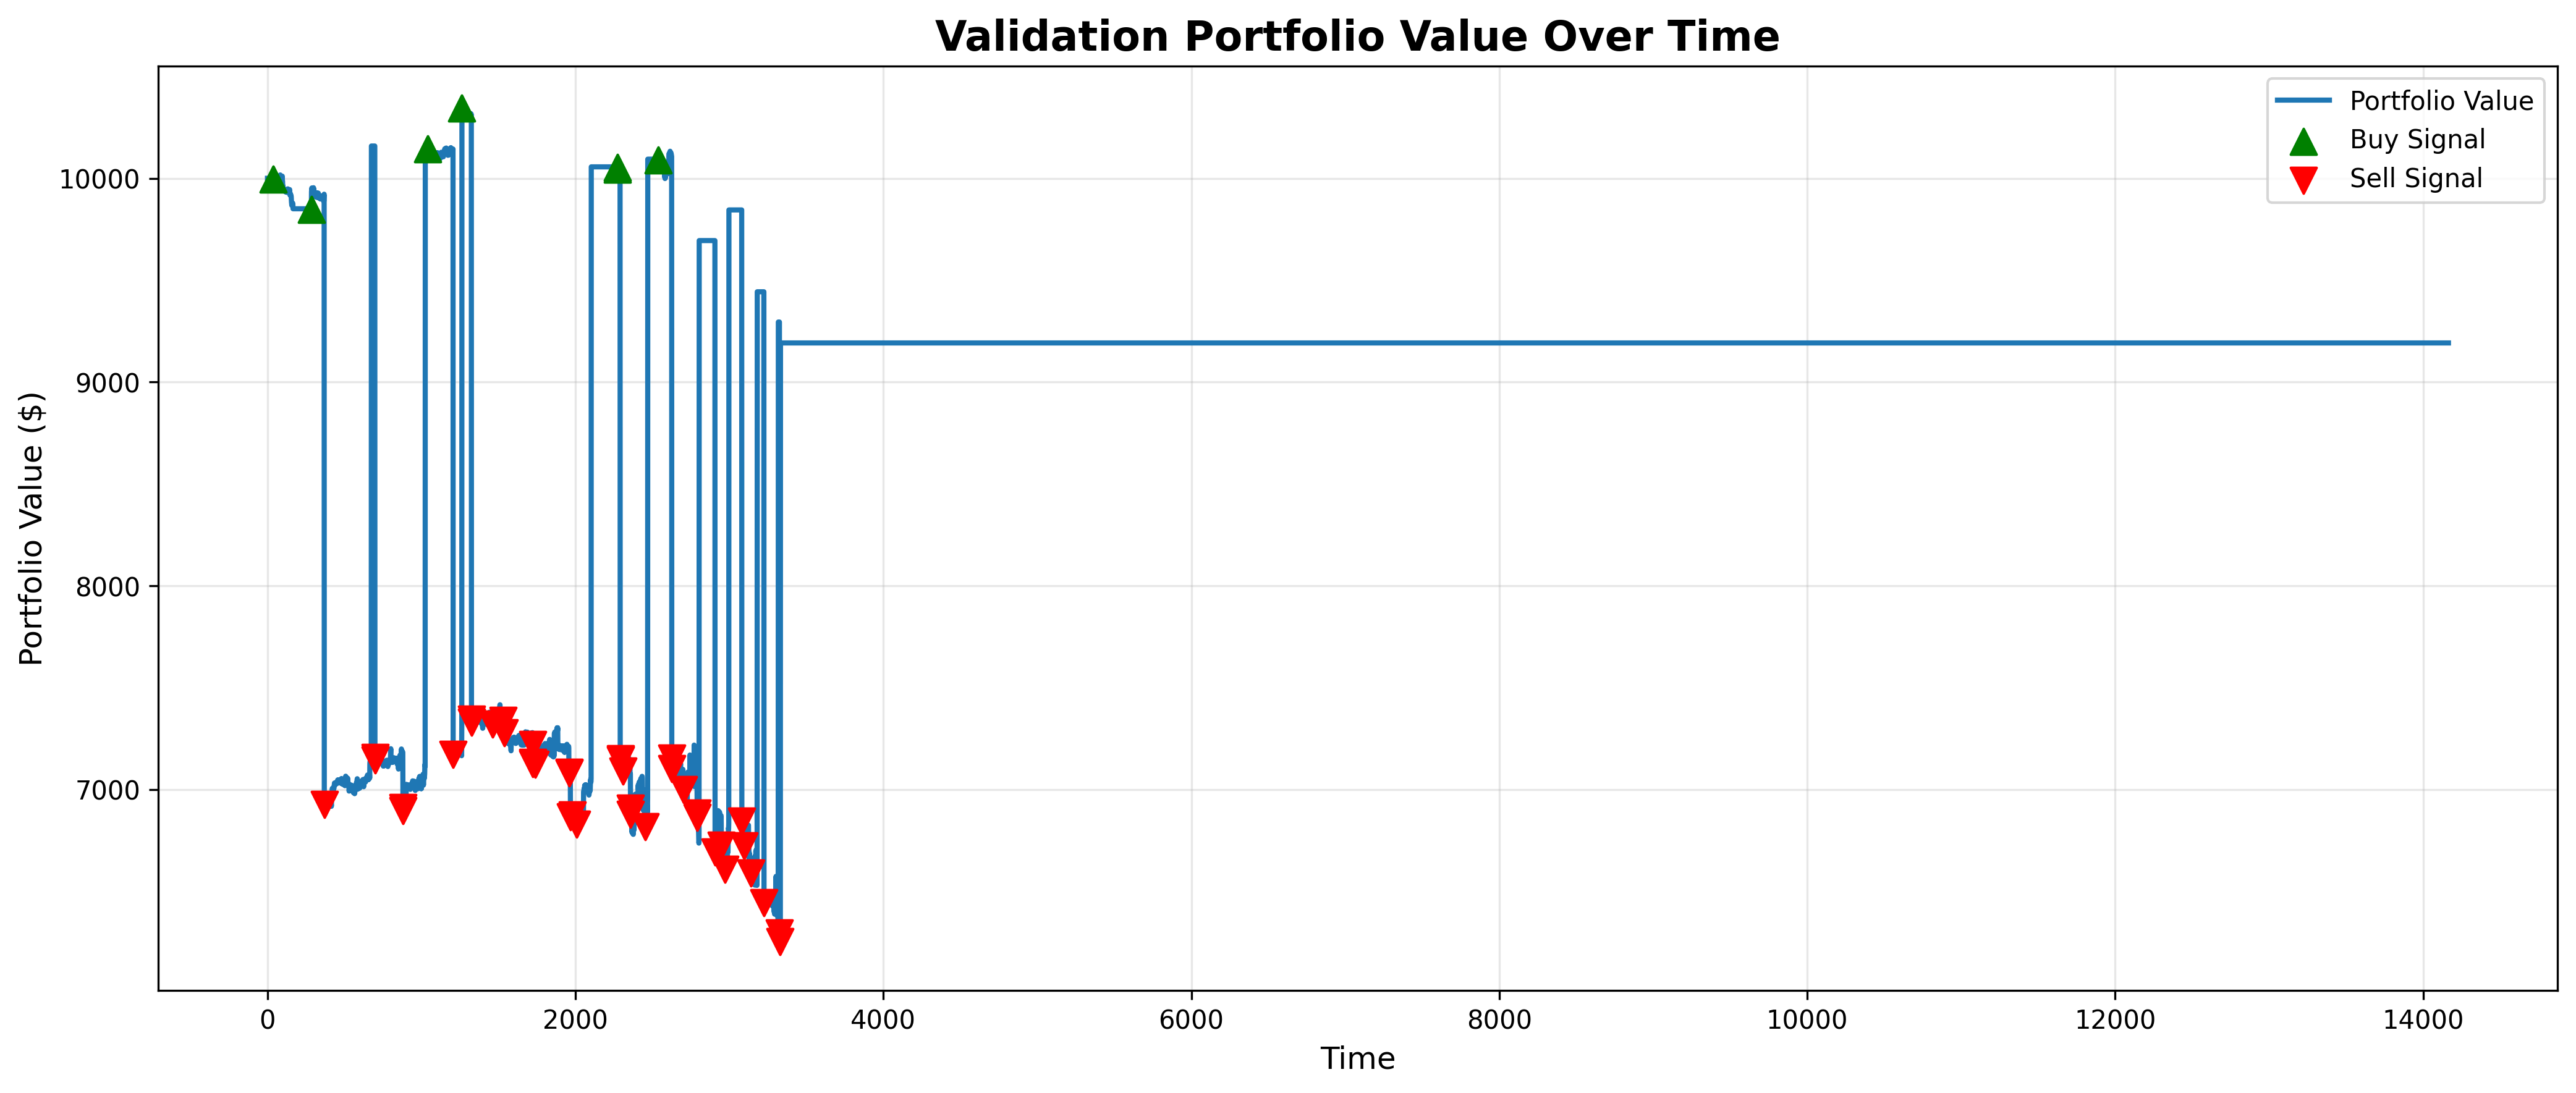 Validation Portfolio Value Over Time
Portfolio Value
Buy Signal
Sell Signal
Portfolio Value ($)
10000
9000
8000
7000
0 2000 4000 6000 8000 10000 12000 14000
Time